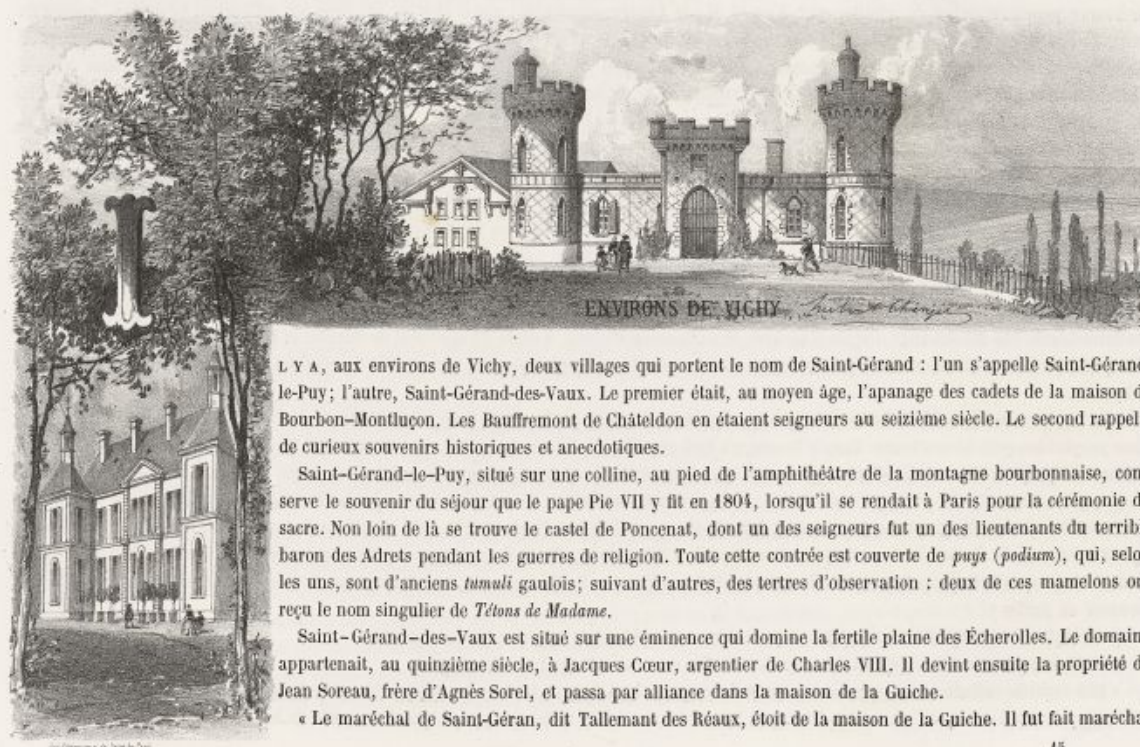 ENVIRONS DE VICHY
I
L Y A, aux environs de Vichy, deux villages qui portent le nom de Saint-Gérand : l'un s'appelle Saint-Géran
le-Puy; l'autre, Saint-Gérand-des-Vaux. Le premier était, au moyen âge, l'apanage des cadets de la maison d
Bourbon-Montluçon. Les Bauffremont de Châteldon en étaient seigneurs au seizième siècle. Le second rappel
de curieux souvenirs historiques et anecdotiques.
Saint-Gérand-le-Puy, situé sur une colline, au pied de l'amphithéâtre de la montagne bourbonnaise, con
serve le souvenir du séjour que le pape Pie VII y fit en 1804, lorsqu'il se rendait à Paris pour la cérémonie d
sacre. Non loin de là se trouve le castel de Poncenat, dont un des seigneurs fut un des lieutenants du terrib
baron des Adrets pendant les guerres de religion. Toute cette contrée est couverte de puys (podium), qui, selo
les uns, sont d'anciens tumuli gaulois; suivant d'autres, des tertres d'observation : deux de ces mamelons on
reçu le nom singulier de Tétons de Madame.
Saint-Gérand-des-Vaux est situé sur une éminence qui domine la fertile plaine des Écherolles. Le domain
appartenait, au quinzième siècle, à Jacques Cœur, argentier de Charles VIII. Il devint ensuite la propriété d
Jean Soreau, frère d'Agnès Sorel, et passa par alliance dans la maison de la Guiche.
« Le maréchal de Saint-Géran, dit Tallemant des Réaux, étoit de la maison de la Guiche. Il fut fait marécha